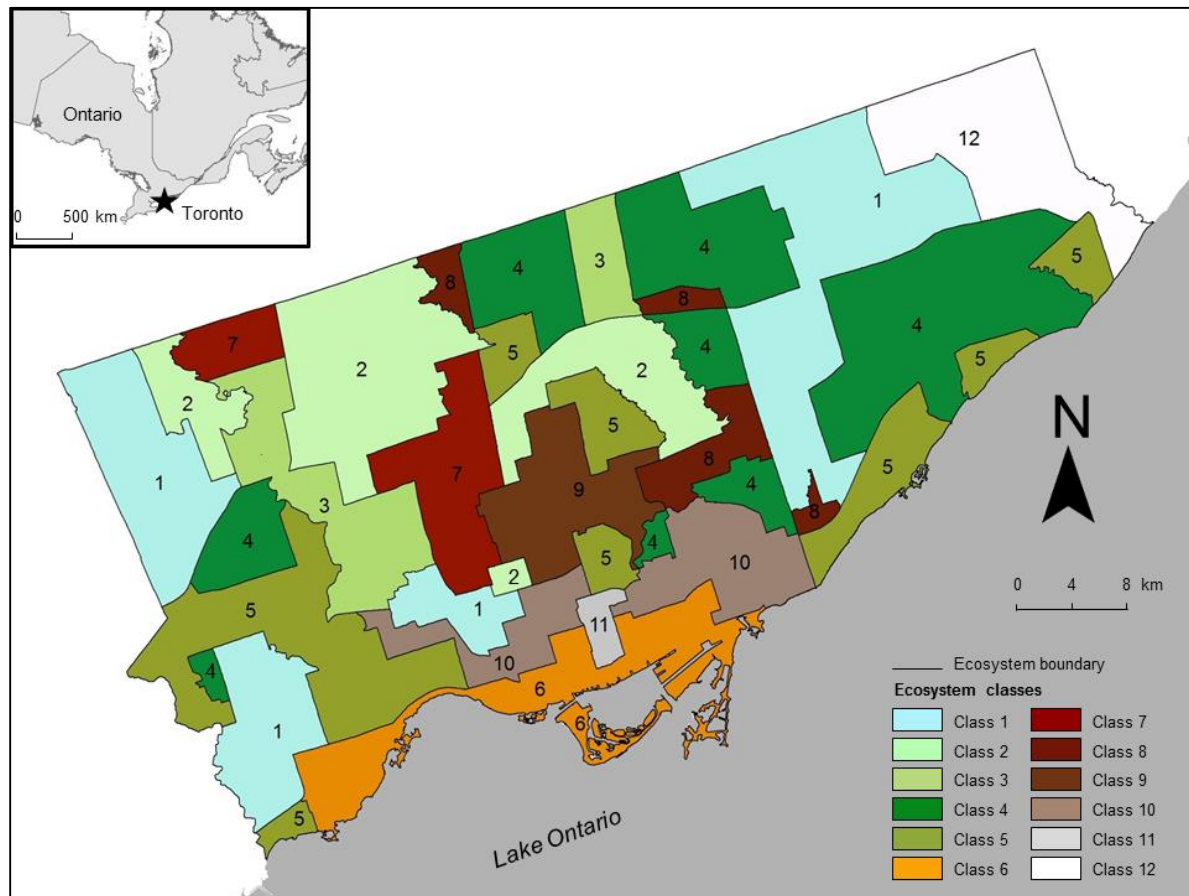 Ontario
0 500 km
Toronto
12
1
4
3
4
8
5
8
7
4
5
2
5
4
2
2
5
1
5
8
7
9
4
3
8
4
4
5
2
10
5
1
11
4
10
6
1
6
5
N
0 4 8 km
Lake Ontario
Ecosystem boundary
Ecosystem classes
Class 1 Class 7
Class 2 Class 8
Class 3 Class 9
Class 4 Class 10
Class 5 Class 11
Class 6 Class 12